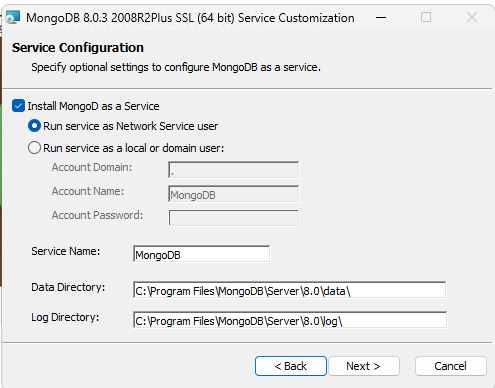 MongoDB 8.0.3 2008R2Plus SSL (64 bit) Service Customization
Service Configuration
Specify optional settings to configure MongoDB as a service.
Install MongoD as a Service
Run service as Network Service user
Run service as a local or domain user:
Account Domain: .
Account Name: MongoDB
Account Password:
Service Name: MongoDB
Data Directory: C:\Program Files\MongoDB\Server\8.0\data\
Log Directory: C:\Program Files\MongoDB\Server\8.0\log\
< Back Next > Cancel